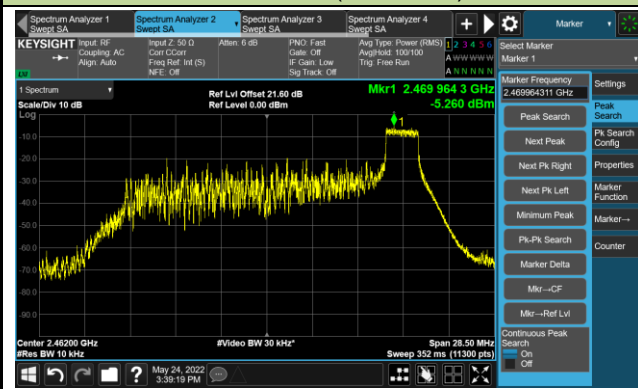 Spectrum Analyzer 1
Swept SA
Spectrum Analyzer 2
Swept SA
Spectrum Analyzer 3
Swept SA
Spectrum Analyzer 4
Swept SA
Marker
KEYSIGHT
Input: RF
Coupling: AC
Align: Auto
Input Z: 50 Ω
Corr CCorr
Freq Ref: Int (S)
NFE: Off
Atten: 6 dB
PNO: Fast
Gate: Off
IF Gain: Low
Sig Track: Off
Avg Type: Power (RMS)
Avg|Hold: 100/100
Trig: Free Run
1 2 3 4 5 6
A W W W W W
A N N N N N
LW
Select Marker
Marker 1
1 Spectrum
Scale/Div 10 dB
Log
Ref Lvl Offset 21.60 dB
Ref Level 0.00 dBm
Mkr1 2.469 964 3 GHz
-5.260 dBm
1
-10.0
-20.0
-30.0
-40.0
-50.0
-60.0
-70.0
-80.0
-90.0
Center 2.46200 GHz
#Res BW 10 kHz
#Video BW 30 kHz*
Span 28.50 MHz
Sweep 352 ms (11300 pts)
Marker Frequency
2.469964311 GHz
Peak Search
Next Peak
Next Pk Right
Next Pk Left
Minimum Peak
Pk-Pk Search
Marker Delta
Mkr→CF
Mkr→Ref Lvl
Continuous Peak
Search
On
Off
Settings
Peak
Search
Pk Search
Config
Properties
Marker
Function
Marker→
Counter
May 24, 2022
3:39:19 PM